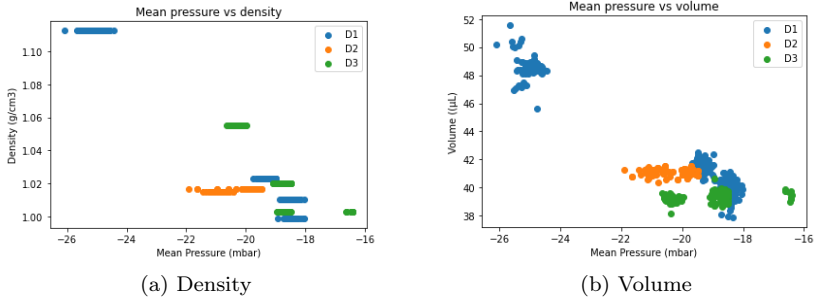 Mean pressure vs density
D1
D2
D3
1.10
1.08
1.06
1.04
1.02
1.00
Density (g/cm3)
−26 −24 −22 −20 −18 −16
Mean Pressure (mbar)
(a) Density
Mean pressure vs volume
D1
D2
D3
52
50
48
46
44
42
40
38
Volume ((μL)
−26 −24 −22 −20 −18 −16
Mean Pressure (mbar)
(b) Volume